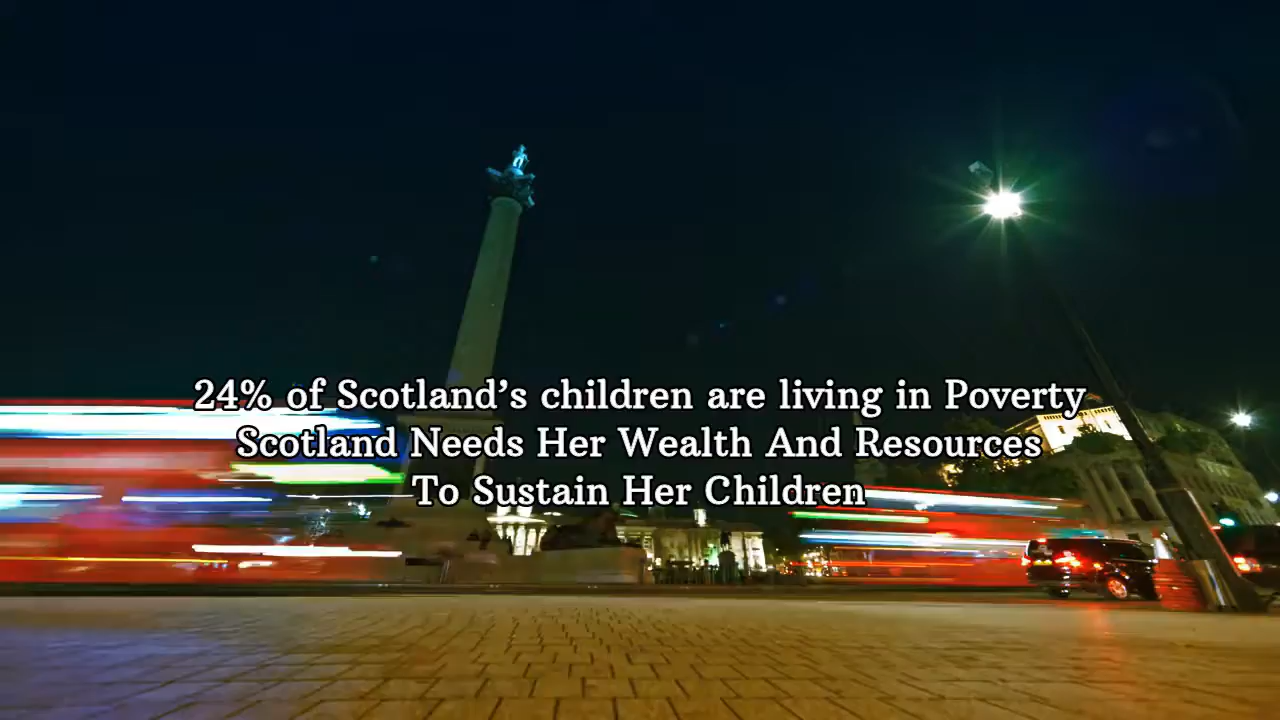 24% of Scotland’s children are living in Poverty
Scotland Needs Her Wealth And Resources
To Sustain Her Children